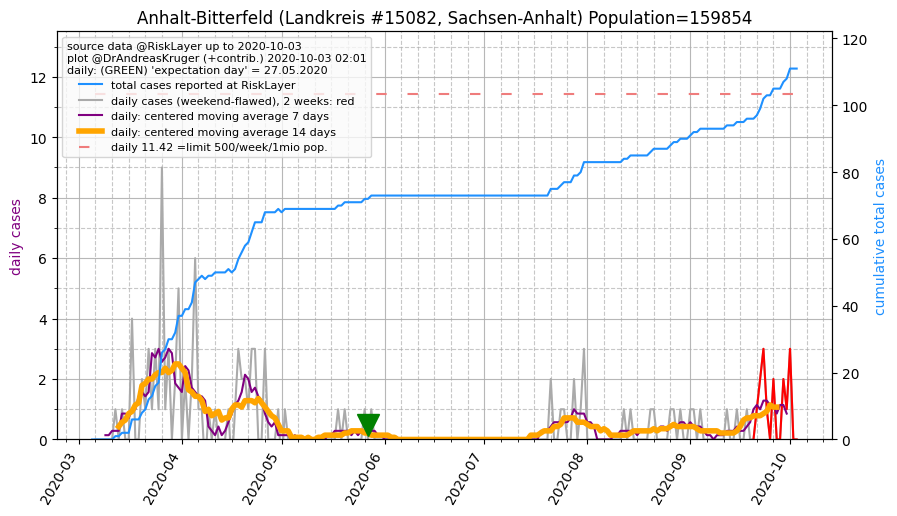 Anhalt-Bitterfeld (Landkreis #15082, Sachsen-Anhalt) Population=159854
source data @RiskLayer up to 2020-10-03
plot @DrAndreasKruger (+contrib.) 2020-10-03 02:01
daily: (GREEN) 'expectation day' = 27.05.2020
total cases reported at RiskLayer
daily cases (weekend-flawed), 2 weeks: red
daily: centered moving average 7 days
daily: centered moving average 14 days
daily 11.42 =limit 500/week/1mio pop.
daily cases
12
10
8
6
4
2
0
cumulative total cases
120
100
80
60
40
20
0
2020-03
2020-04
2020-05
2020-06
2020-07
2020-08
2020-09
2020-10